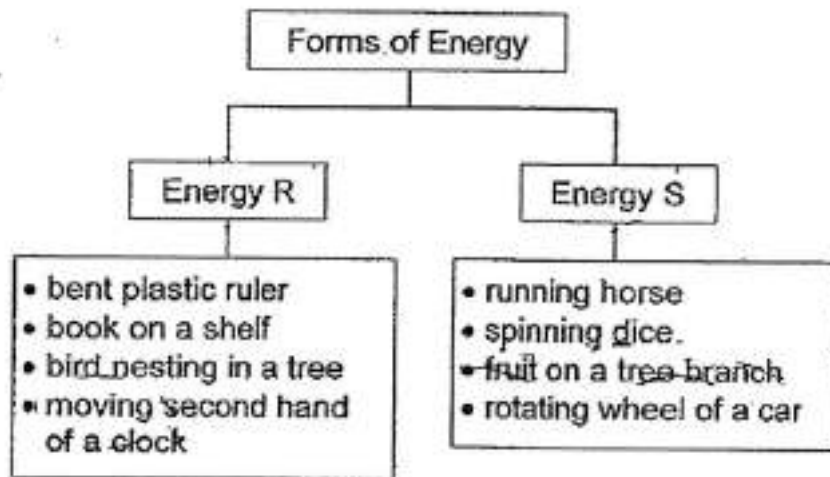 Forms of Energy
Energy R
Energy S
• bent plastic ruler
• book on a shelf
• bird nesting in a tree
• moving second hand
of a clock
• running horse
• spinning dice.
• fruit on a tree branch
• rotating wheel of a car